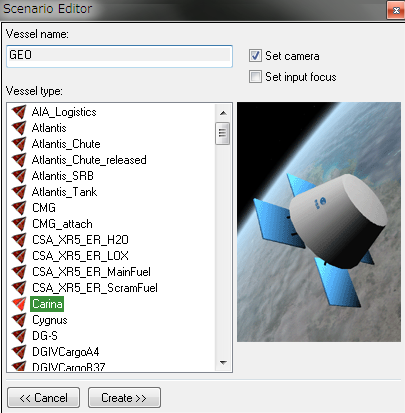 Scenario Editor
Vessel name:
GEO
Set camera
Set input focus
Vessel type:
AIA_Logistics
Atlantis
Atlantis_Chute
Atlantis_Chute_released
Atlantis_SRB
Atlantis_Tank
CMG
CMG_attach
CSA_XR5_ER_H2O
CSA_XR5_ER_LOX
CSA_XR5_ER_MainFuel
CSA_XR5_ER_ScramFuel
Carina
Cygnus
DG-S
DGIVCargoA4
DGIVCargoB37
<< Cancel
Create >>